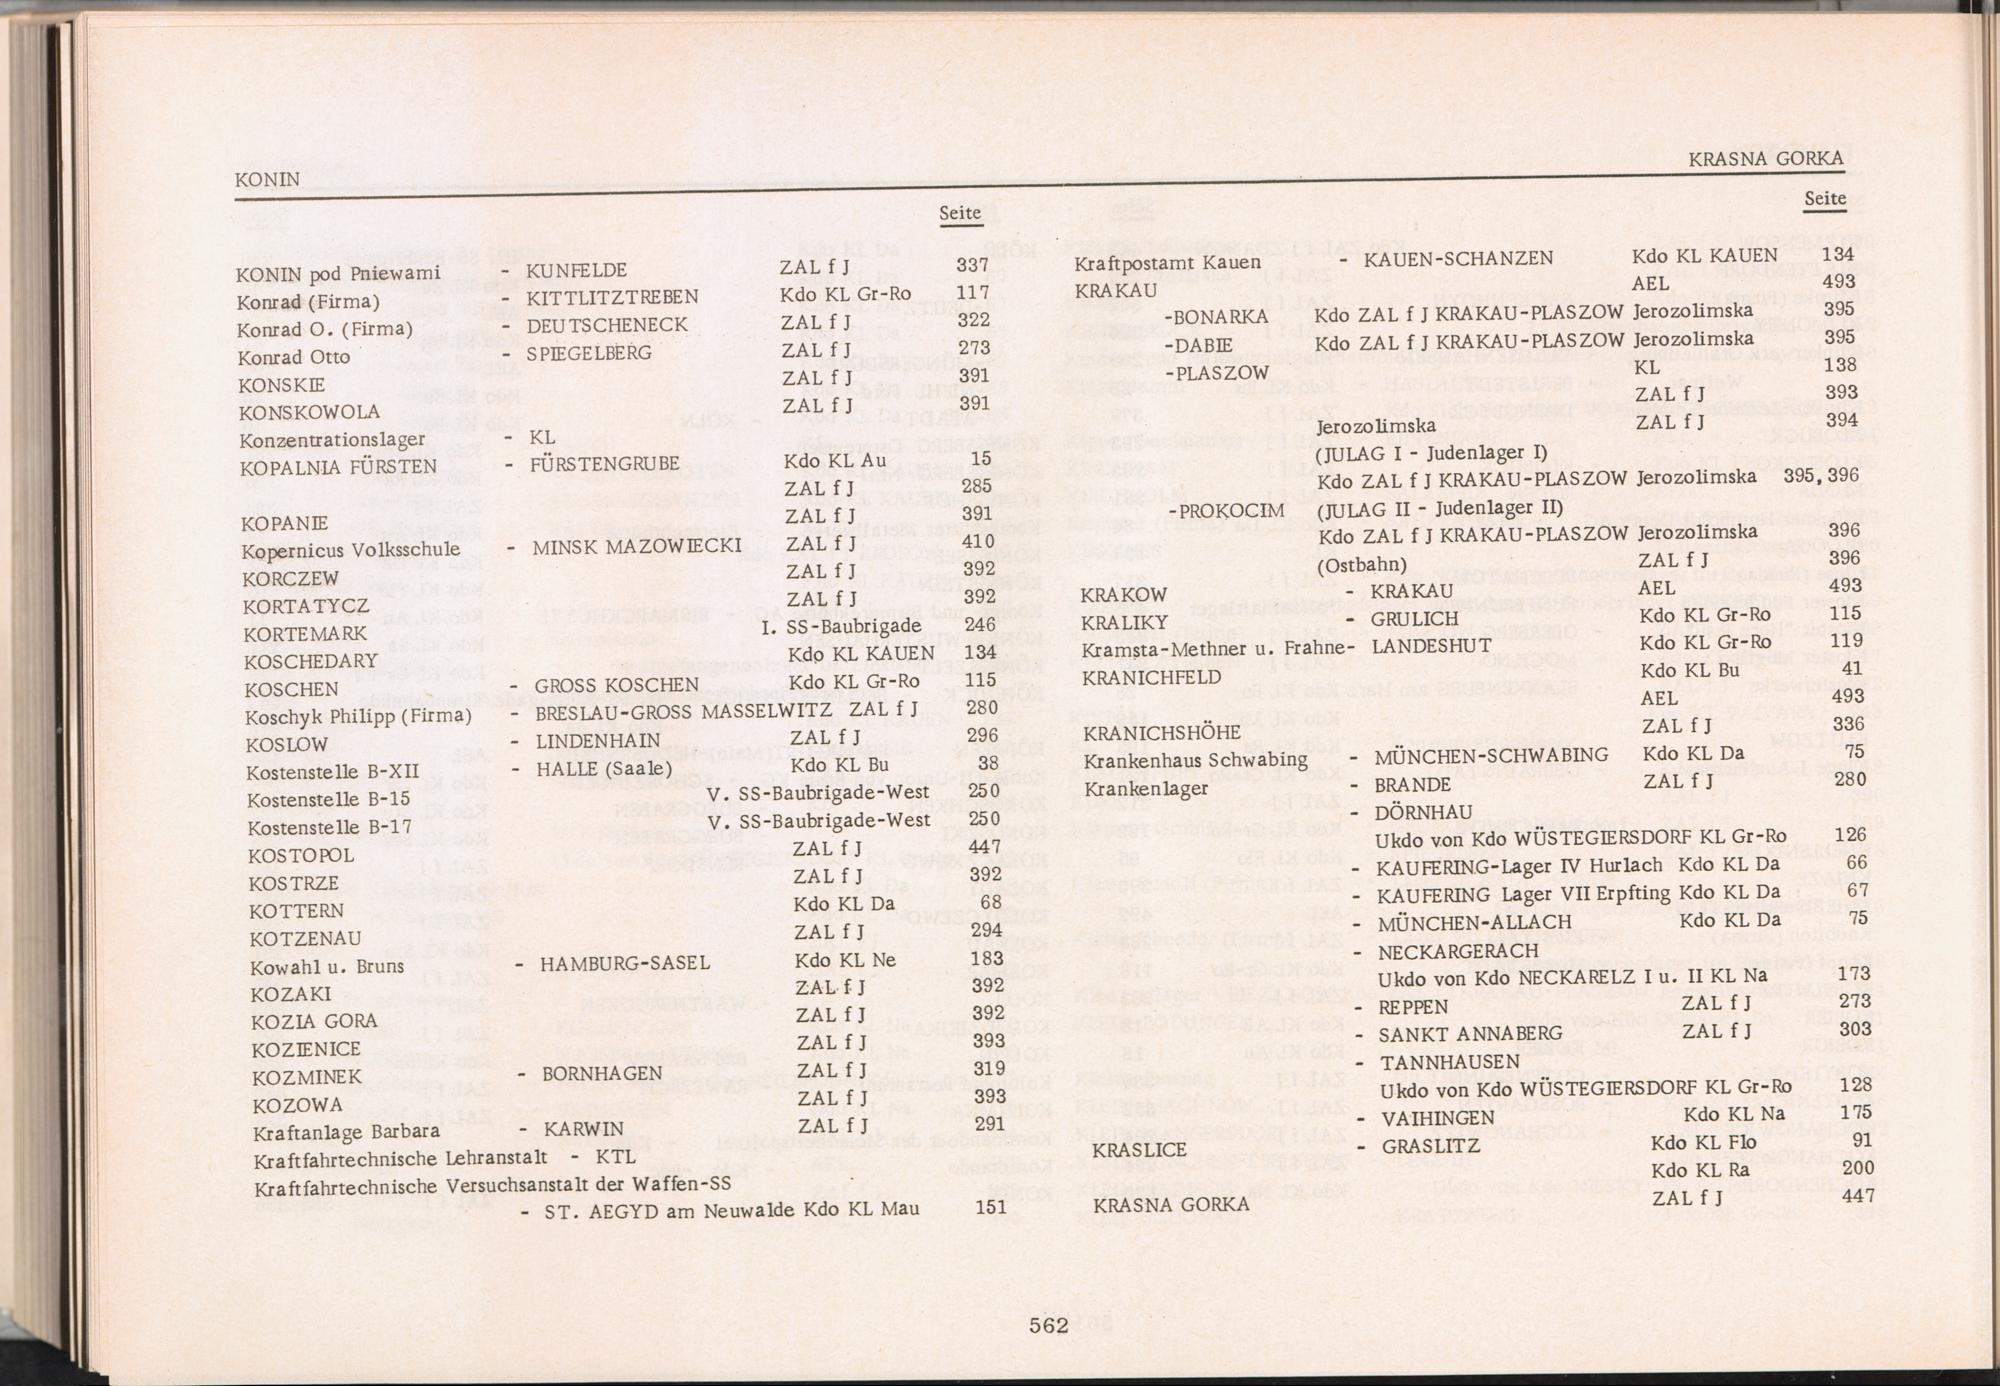 KONIN
KRASNA GORKA
Seite
KONIN pod Pniewami - KUNFELDE ZAL f J 337
Konrad (Firma) - KITTLITZTREBEN Kdo KL Gr-Ro 117
Konrad O. (Firma) - DEUTSCHENECK ZAL f J 322
Konrad Otto - SPIEGELBERG ZAL f J 273
KONSKIE ZAL f J 391
KONSKOWOLA ZAL f J 391
Konzentrationslager - KL
KOPALNIA FÜRSTEN - FÜRSTENGRUBE Kdo KL Au 15
ZAL f J 285
KOPANIE ZAL f J 391
Kopernicus Volksschule - MINSK MAZOWIECKI ZAL f J 410
KORCZEW ZAL f J 392
KORTATYCZ ZAL f J 392
KORTEMARK I. SS-Baubrigade 246
KOSCHEDARY Kdo KL KAUEN 134
KOSCHEN - GROSS KOSCHEN Kdo KL Gr-Ro 115
Koschyk Philipp (Firma) - BRESLAU-GROSS MASSELWITZ ZAL f J 280
KOSLOW - LINDENHAIN ZAL f J 296
Kostenstelle B-XII - HALLE (Saale) Kdo KL Bu 38
Kostenstelle B-15 V. SS-Baubrigade-West 250
Kostenstelle B-17 V. SS-Baubrigade-West 250
KOSTOPOL ZAL f J 447
KOSTRZE ZAL f J 392
KOTTERN Kdo KL Da 68
KOTZENAU ZAL f J 294
Kowahl u. Bruns - HAMBURG-SASEL Kdo KL Ne 183
KOZAKI ZAL f J 392
KOZIA GORA ZAL f J 392
KOZIENICE ZAL f J 393
KOZMINEK - BORNHAGEN ZAL f J 319
KOZOWA ZAL f J 393
Kraftanlage Barbara - KARWIN ZAL f J 291
Kraftfahrtechnische Lehranstalt - KTL
Kraftfahrtechnische Versuchsanstalt der Waffen-SS
- ST. AEGYD am Neuwalde Kdo KL Mau 151
Seite
Kraftpostamt Kauen - KAUEN-SCHANZEN Kdo KL KAUEN 134
KRAKAU AEL 493
-BONARKA Kdo ZAL f J KRAKAU-PLASZOW Jerozolimska 395
-DABIE Kdo ZAL f J KRAKAU-PLASZOW Jerozolimska 395
-PLASZOW KL 138
ZAL f J 393
Jerozolimska ZAL f J 394
(JULAG I - Judenlager I)
Kdo ZAL f J KRAKAU-PLASZOW Jerozolimska 395, 396
-PROKOCIM (JULAG II - Judenlager II)
Kdo ZAL f J KRAKAU-PLASZOW Jerozolimska 396
(Ostbahn) ZAL f J 396
KRAKOW - KRAKAU AEL 493
KRALIKY - GRULICH Kdo KL Gr-Ro 115
Kramsta-Methner u. Frahne- LANDESHUT Kdo KL Gr-Ro 119
KRANICHFELD Kdo KL Bu 41
AEL 493
KRANICHSHÖHE ZAL f J 336
Krankenhaus Schwabing - MÜNCHEN-SCHWABING Kdo KL Da 75
Krankenlager - BRANDE ZAL f J 280
- DÖRNHAU
Ukdo von Kdo WÜSTEGIERSDORF KL Gr-Ro 126
- KAUFERING-Lager IV Hurlach Kdo KL Da 66
- KAUFERING Lager VII Erpfting Kdo KL Da 67
- MÜNCHEN-ALLACH Kdo KL Da 75
- NECKARGERACH
Ukdo von Kdo NECKARELZ I u. II KL Na 173
- REPPEN ZAL f J 273
- SANKT ANNABERG ZAL f J 303
- TANNHAUSEN
Ukdo von Kdo WÜSTEGIERSDORF KL Gr-Ro 128
- VAIHINGEN Kdo KL Na 175
KRASLICE - GRASLITZ Kdo KL Flo 91
Kdo KL Ra 200
KRASNA GORKA ZAL f J 447
562